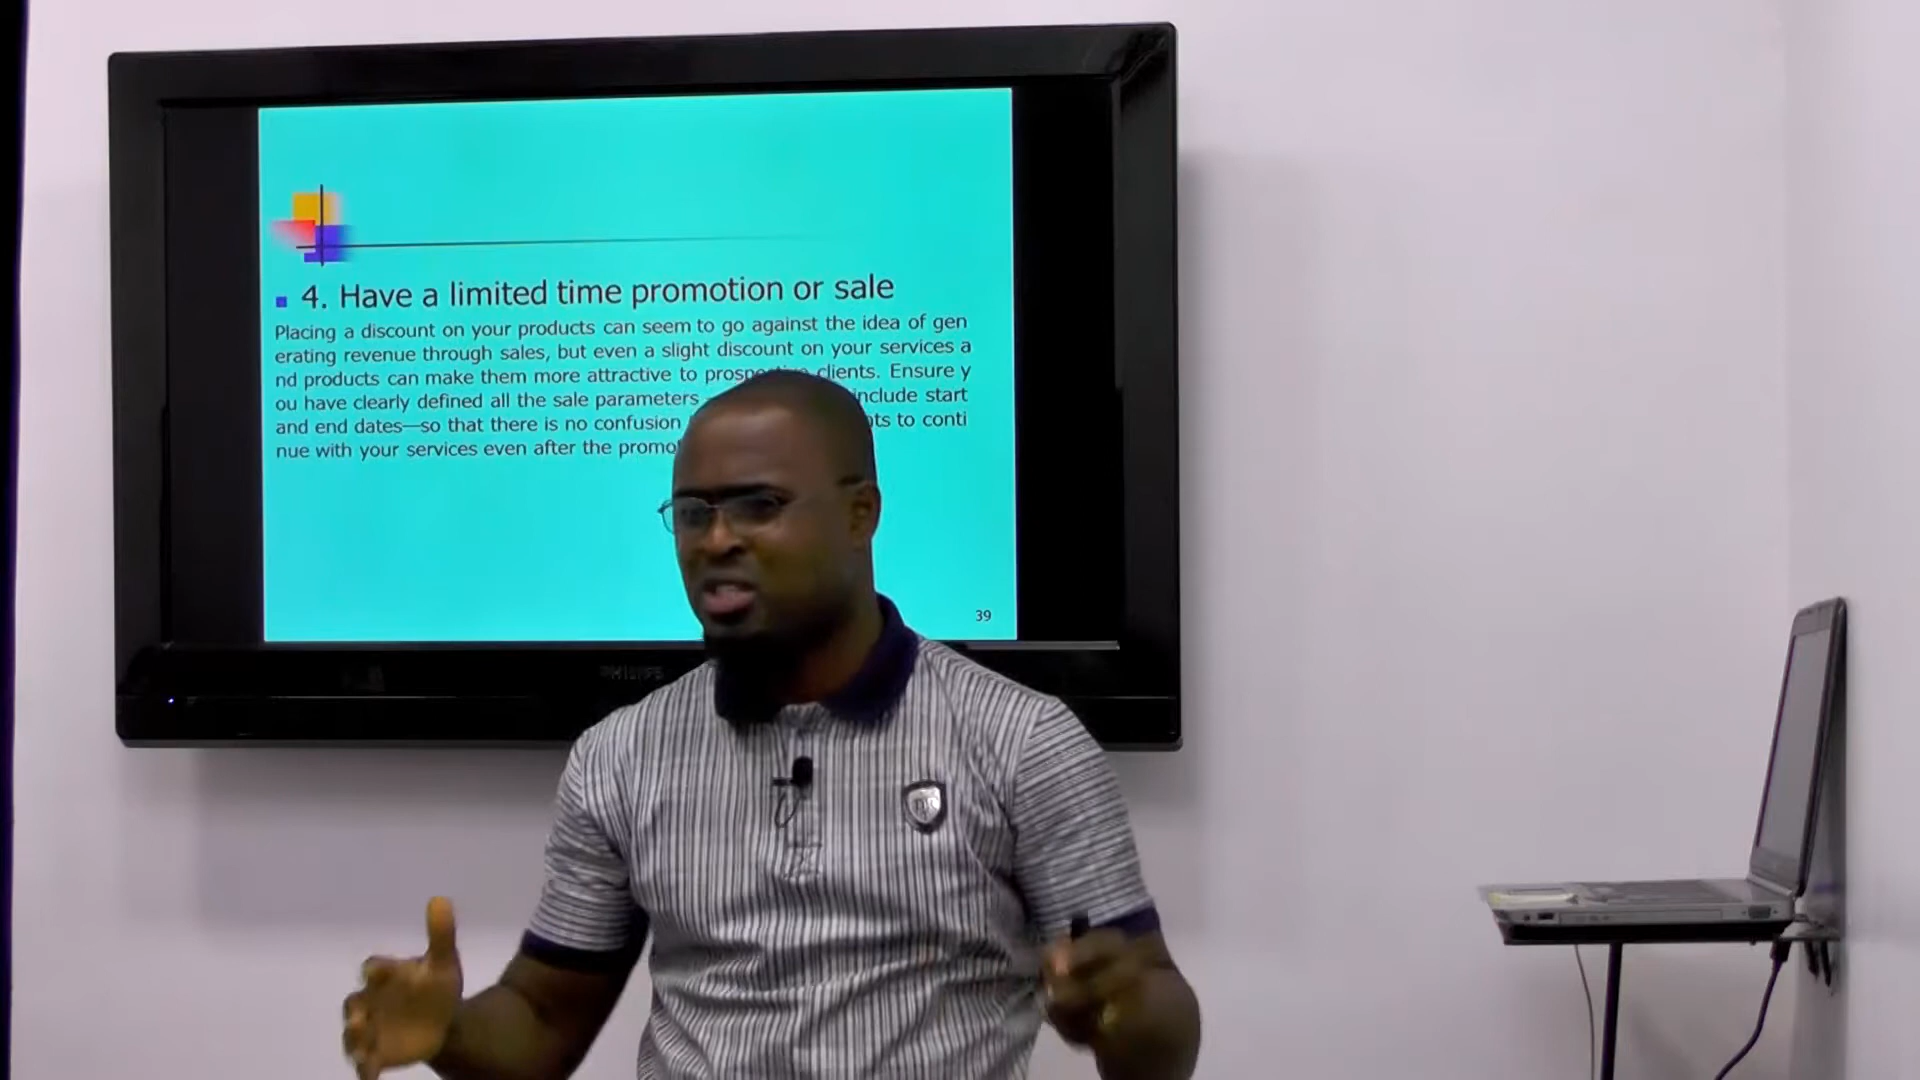 4. Have a limited time promotion or sale
Placing a discount on your products can seem to go against the idea of gen
erating revenue through sales, but even a slight discount on your services a
nd products can make them more attractive to clients. Ensure y
ou have clearly defined all the sale parameters include start
and end dates—so that there is no confusion to conti
nue with your services even after the
39
PHILIPS